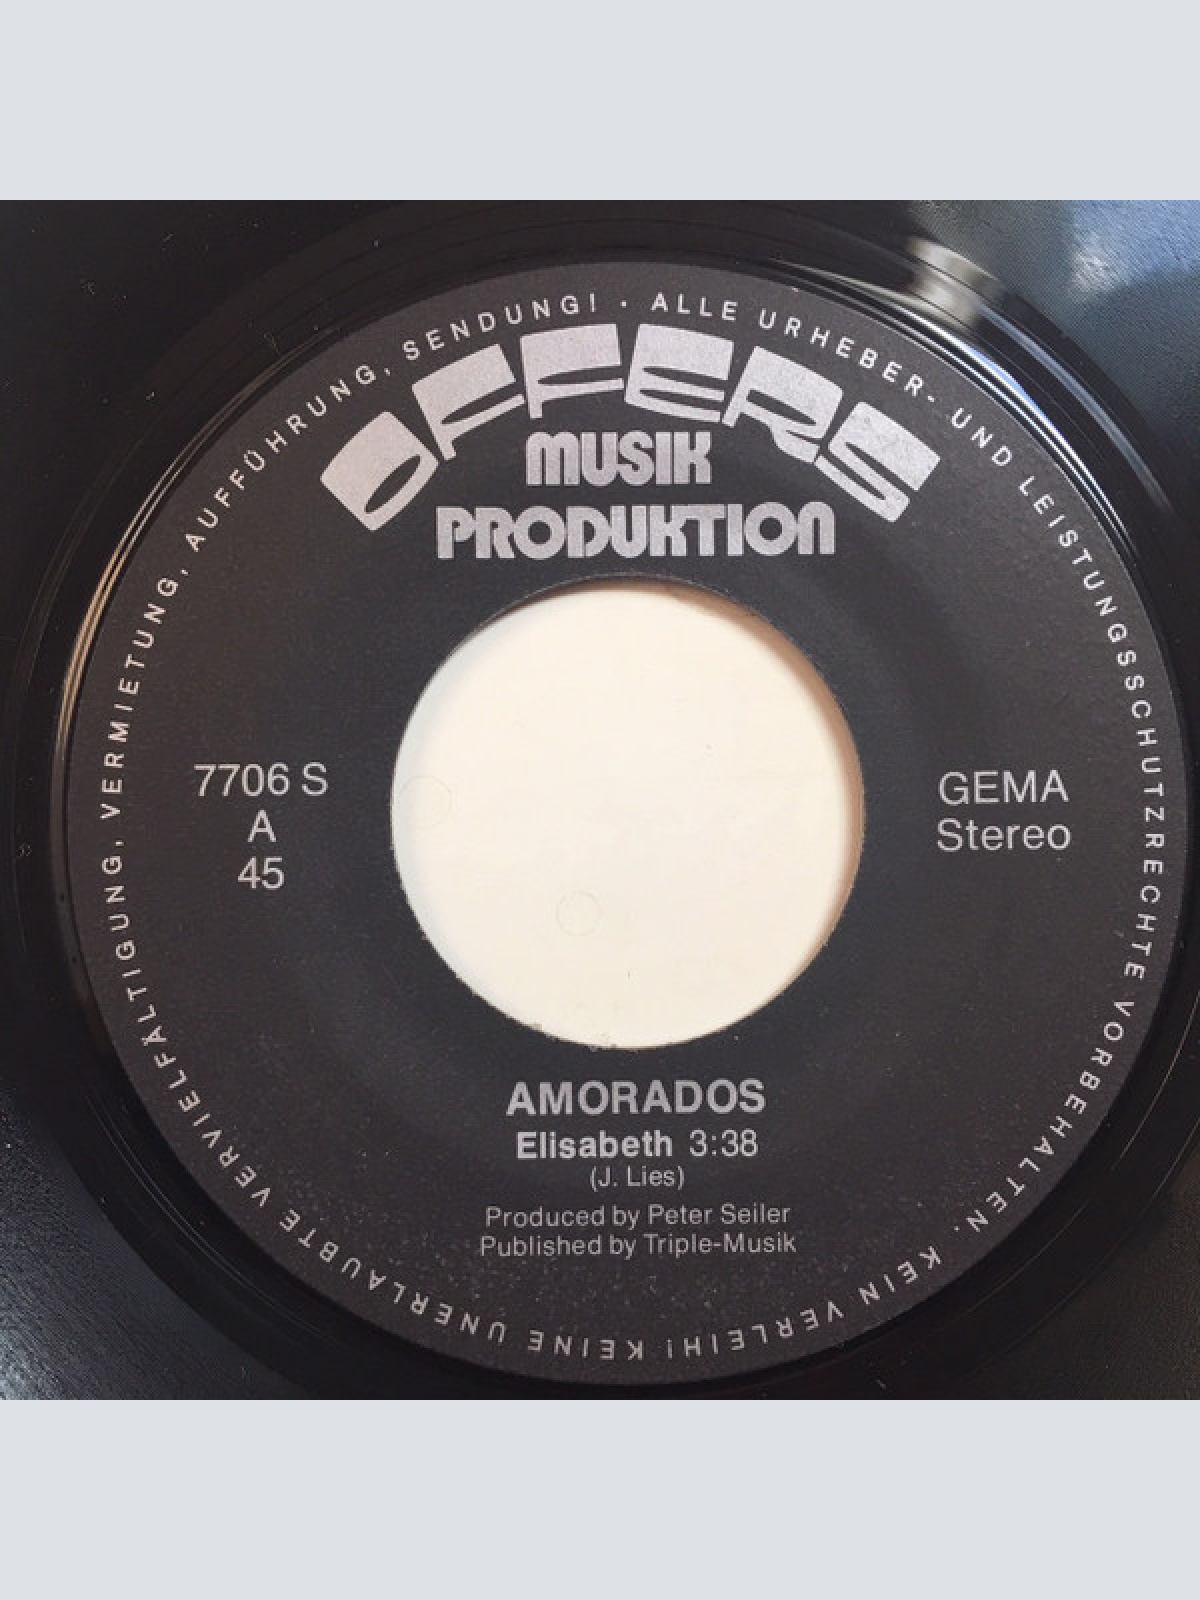 ALLE URHEBER- UND LEISTUNGSSCHUTZRECHTE VORBEHALTEN. KEIN VERLEIH! KEINE UNERLAUBTE VERVIELFÄLTIGUNG, VERMIETUNG, AUFFÜHRUNG, SENDUNG! ·
OFFERS
MUSIK
PRODUKTION
7706 S
A
45
GEMA
Stereo
AMORADOS
Elisabeth 3:38
(J. Lies)
Produced by Peter Seiler
Published by Triple-Musik